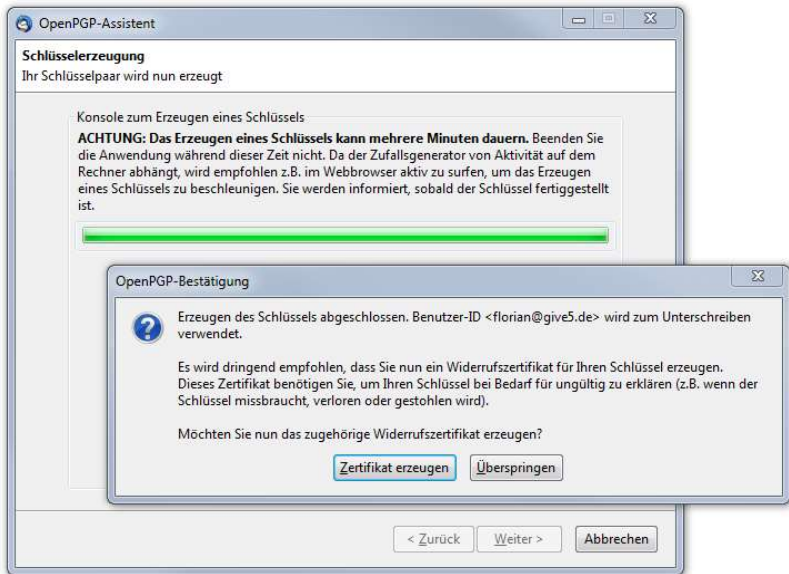 OpenPGP-Assistent
Schlüsselerzeugung
Ihr Schlüsselpaar wird nun erzeugt
Konsole zum Erzeugen eines Schlüssels
ACHTUNG: Das Erzeugen eines Schlüssels kann mehrere Minuten dauern. Beenden Sie
die Anwendung während dieser Zeit nicht. Da der Zufallsgenerator von Aktivität auf dem
Rechner abhängt, wird empfohlen z.B. im Webbrowser aktiv zu surfen, um das Erzeugen
eines Schlüssels zu beschleunigen. Sie werden informiert, sobald der Schlüssel fertiggestellt
ist.
OpenPGP-Bestätigung
Erzeugen des Schlüssels abgeschlossen. Benutzer-ID <florian@give5.de> wird zum Unterschreiben
verwendet.
Es wird dringend empfohlen, dass Sie nun ein Widerrufszertifikat für Ihren Schlüssel erzeugen.
Dieses Zertifikat benötigen Sie, um Ihren Schlüssel bei Bedarf für ungültig zu erklären (z.B. wenn der
Schlüssel missbraucht, verloren oder gestohlen wird).
Möchten Sie nun das zugehörige Widerrufszertifikat erzeugen?
Zertifikat erzeugen Überspringen
< Zurück Weiter > Abbrechen